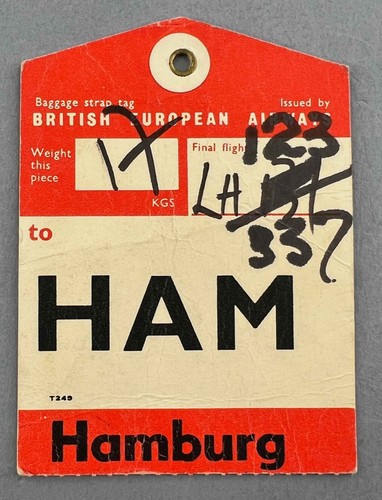 Baggage strap tag Issued by
BRITISH EUROPEAN AIRWAYS
Weight this piece
17
KGS
Final flight
123
LH
337
to
HAM
T249
Hamburg